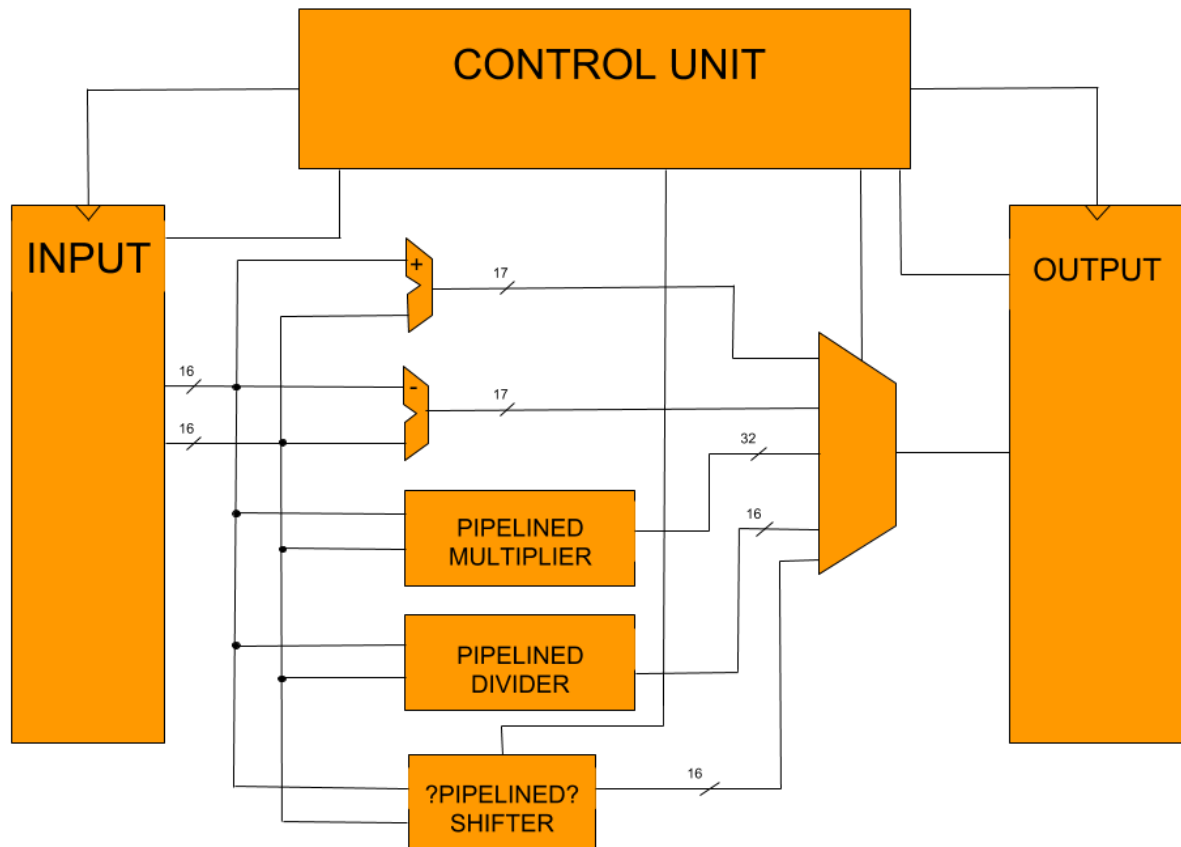 CONTROL UNIT
INPUT
OUTPUT
+
17
16
-
17
16
32
PIPELINED
MULTIPLIER
16
PIPELINED
DIVIDER
?PIPELINED?
SHIFTER
16